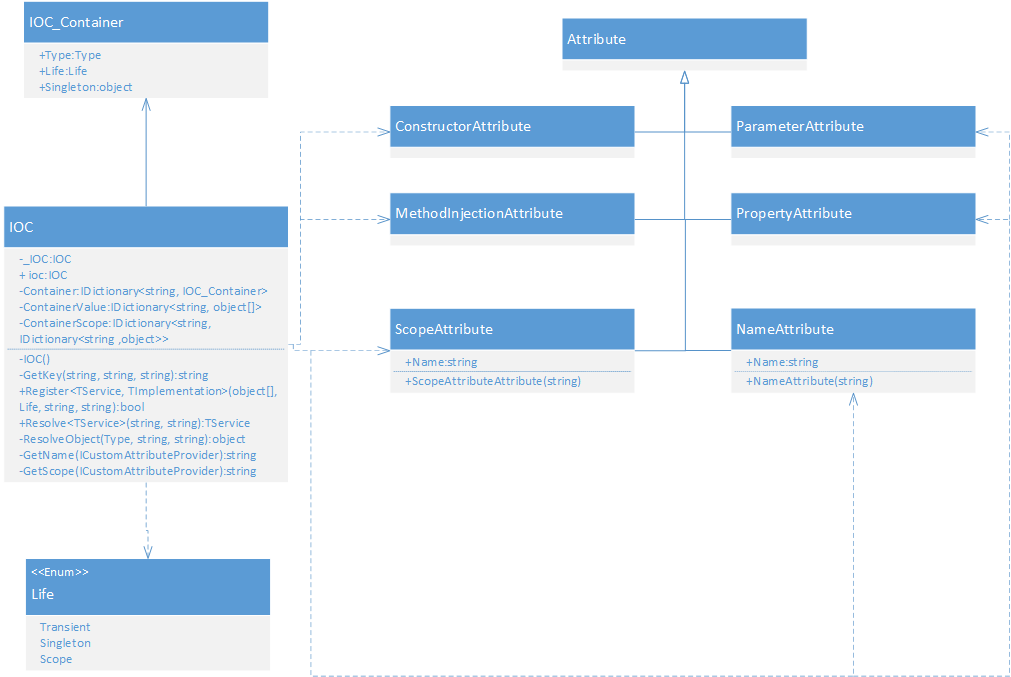 IOC_Container
+Type:Type
+Life:Life
+Singleton:object
Attribute
ConstructorAttribute
ParameterAttribute
MethodInjectionAttribute
PropertyAttribute
IOC
-_IOC:IOC
+ ioc:IOC
-Container:IDictionary<string, IOC_Container>
-ContainerValue:IDictionary<string, object[]>
-ContainerScope:IDictionary<string,
IDictionary<string ,object>>
-IOC()
-GetKey(string, string, string):string
+Register<TService, TImplementation>(object[],
Life, string, string):bool
+Resolve<TService>(string, string):TService
-ResolveObject(Type, string, string):object
-GetName(ICustomAttributeProvider):string
-GetScope(ICustomAttributeProvider):string
ScopeAttribute
+Name:string
+ScopeAttributeAttribute(string)
NameAttribute
+Name:string
+NameAttribute(string)
<<Enum>>
Life
Transient
Singleton
Scope